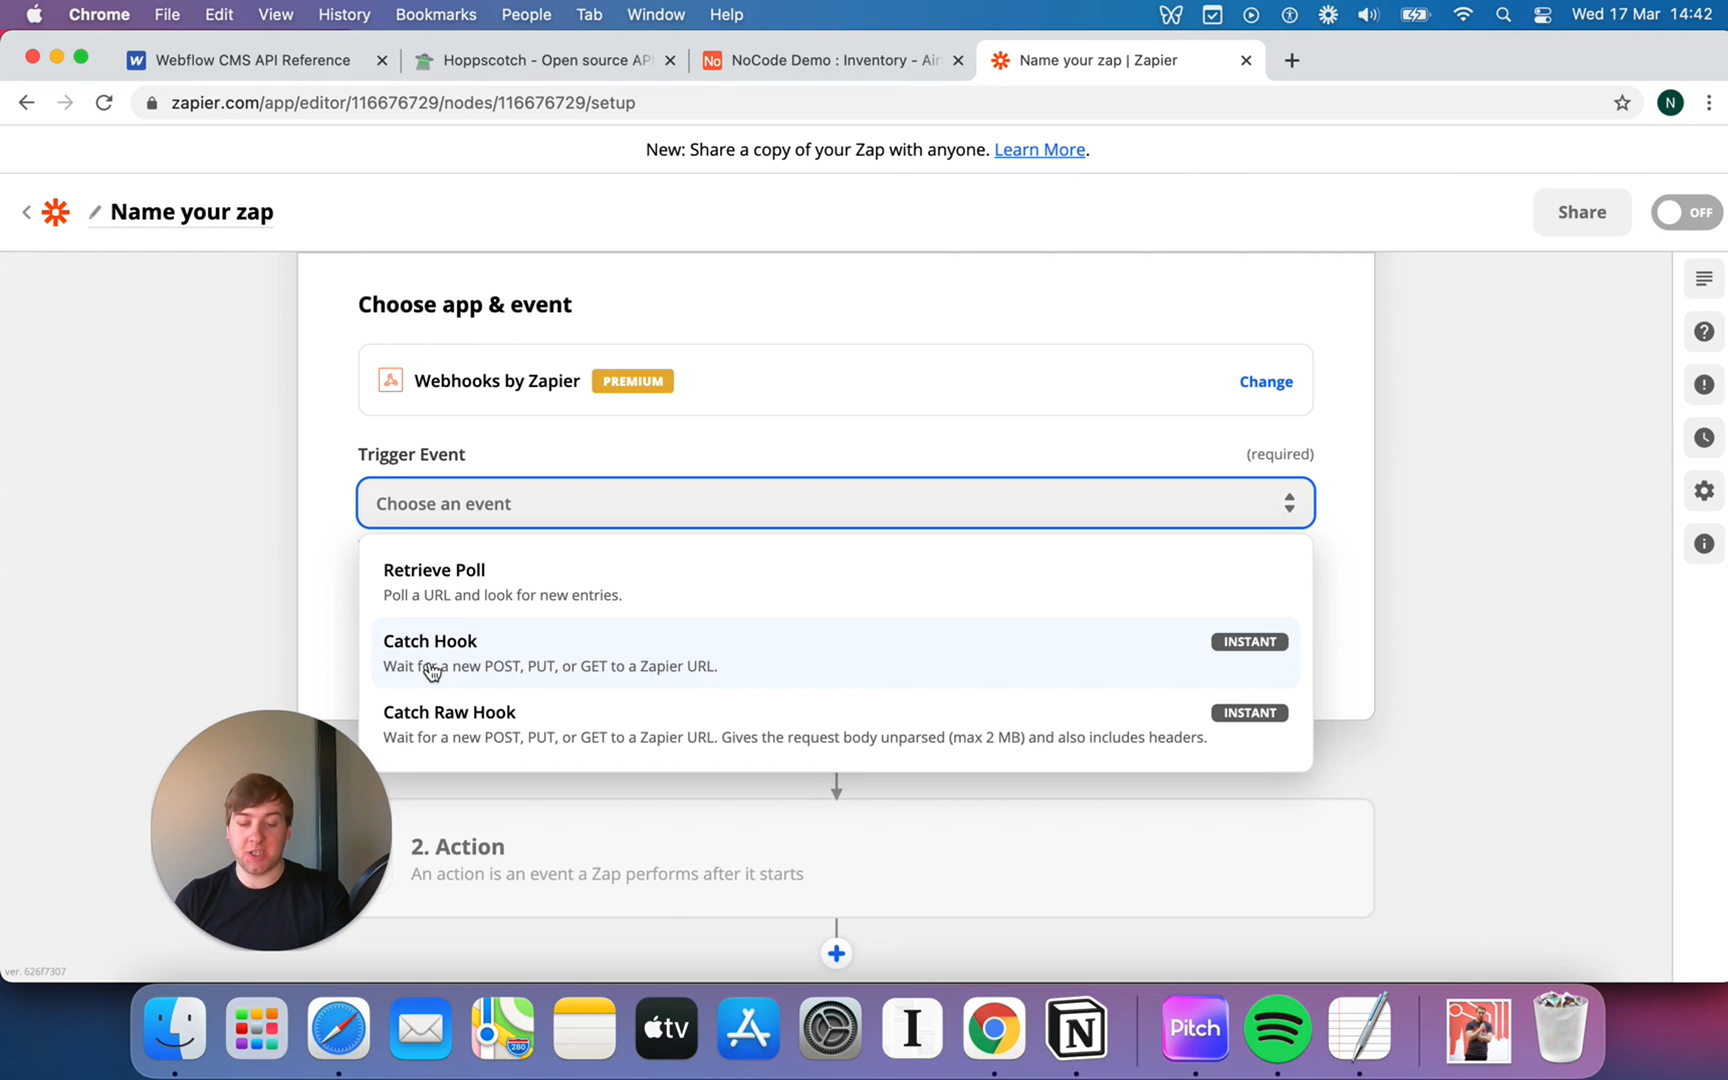 Chrome File Edit View History Bookmarks People Tab Window Help Wed 17 Mar 14:42
Webflow CMS API Reference Hoppscotch - Open source API NoCode Demo : Inventory - Air Name your zap | Zapier
zapier.com/app/editor/116676729/nodes/116676729/setup N
New: Share a copy of your Zap with anyone. Learn More.
Name your zap Share OFF
Choose app & event
Webhooks by Zapier PREMIUM Change
Trigger Event (required)
Choose an event
Retrieve Poll
Poll a URL and look for new entries.
Catch Hook INSTANT
Wait for a new POST, PUT, or GET to a Zapier URL.
Catch Raw Hook INSTANT
Wait for a new POST, PUT, or GET to a Zapier URL. Gives the request body unparsed (max 2 MB) and also includes headers.
2. Action
An action is an event a Zap performs after it starts
ver. 626f7307
tv Pitch
280